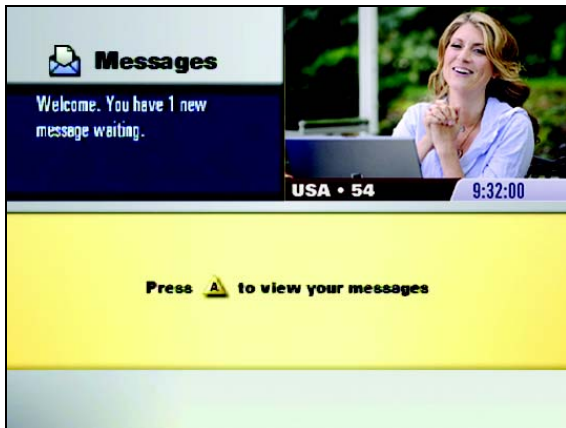 Messages
Welcome. You have 1 new
message waiting.
USA • 54 9:32:00
Press A to view your messages